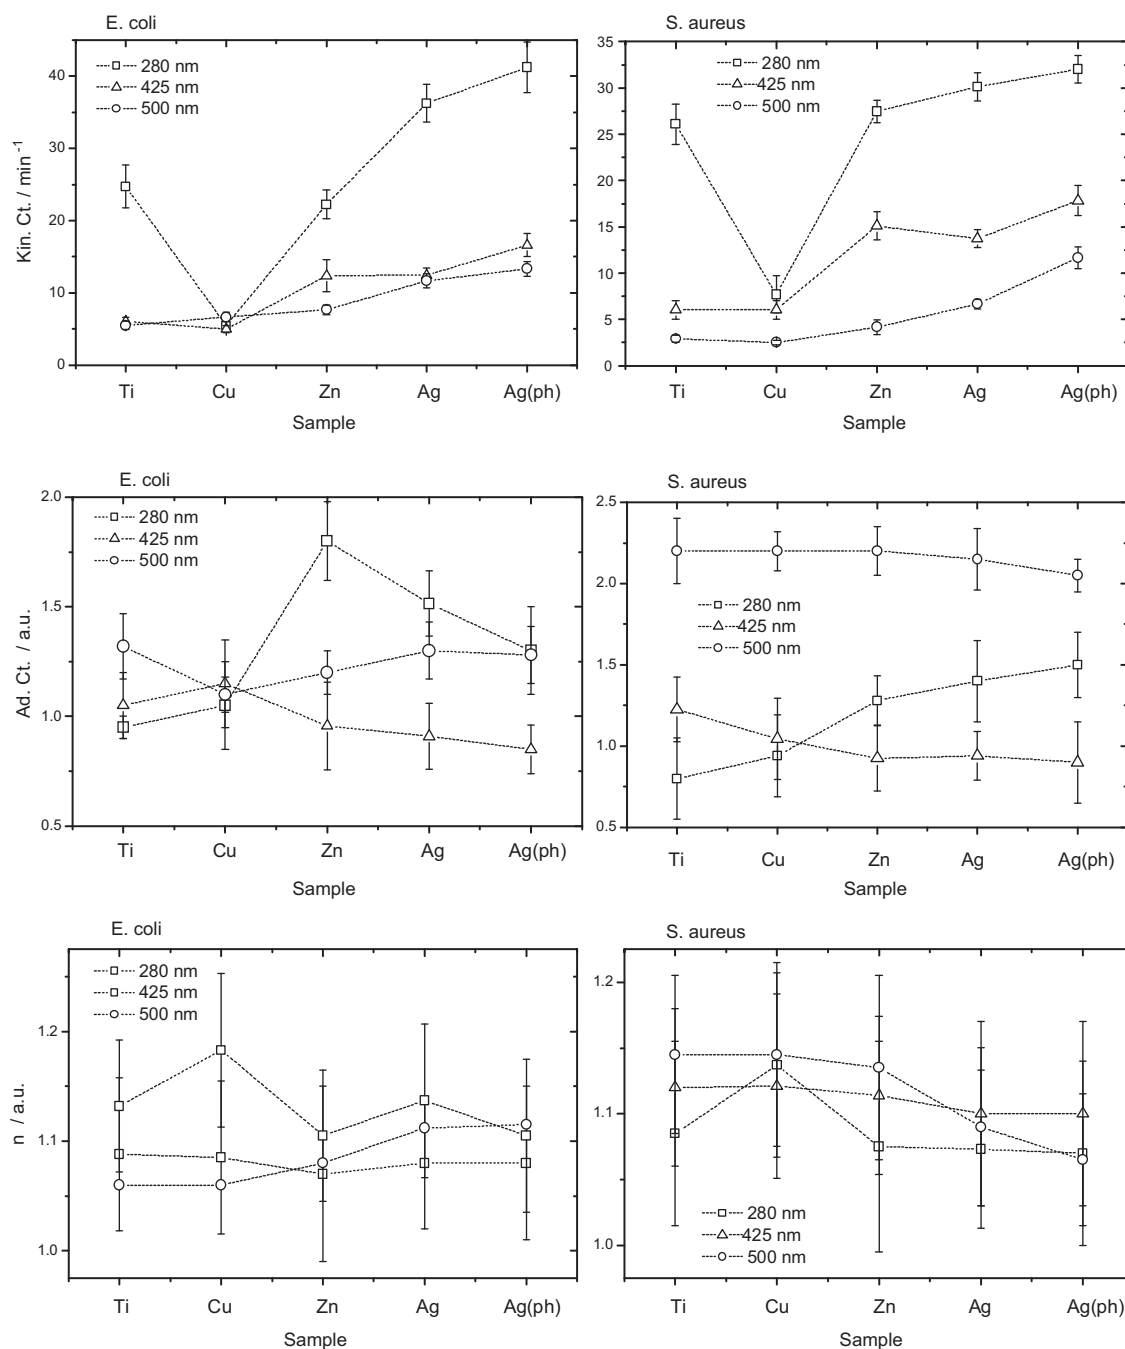 E. coli
280 nm
425 nm
500 nm
40
30
20
10
0
Kin. Ct. / min-1
Ti Cu Zn Ag Ag(ph)
Sample
S. aureus
280 nm
425 nm
500 nm
35
30
25
20
15
10
5
0
Ti Cu Zn Ag Ag(ph)
Sample
E. coli
280 nm
425 nm
500 nm
2.0
1.5
1.0
0.5
Ad. Ct. / a.u.
Ti Cu Zn Ag Ag(ph)
Sample
S. aureus
2.5
2.0
1.5
1.0
0.5
280 nm
425 nm
500 nm
Ti Cu Zn Ag Ag(ph)
Sample
E. coli
280 nm
425 nm
500 nm
1.2
1.1
1.0
n / a.u.
Ti Cu Zn Ag Ag(ph)
Sample
S. aureus
1.2
1.1
1.0
280 nm
425 nm
500 nm
Ti Cu Zn Ag Ag(ph)
Sample